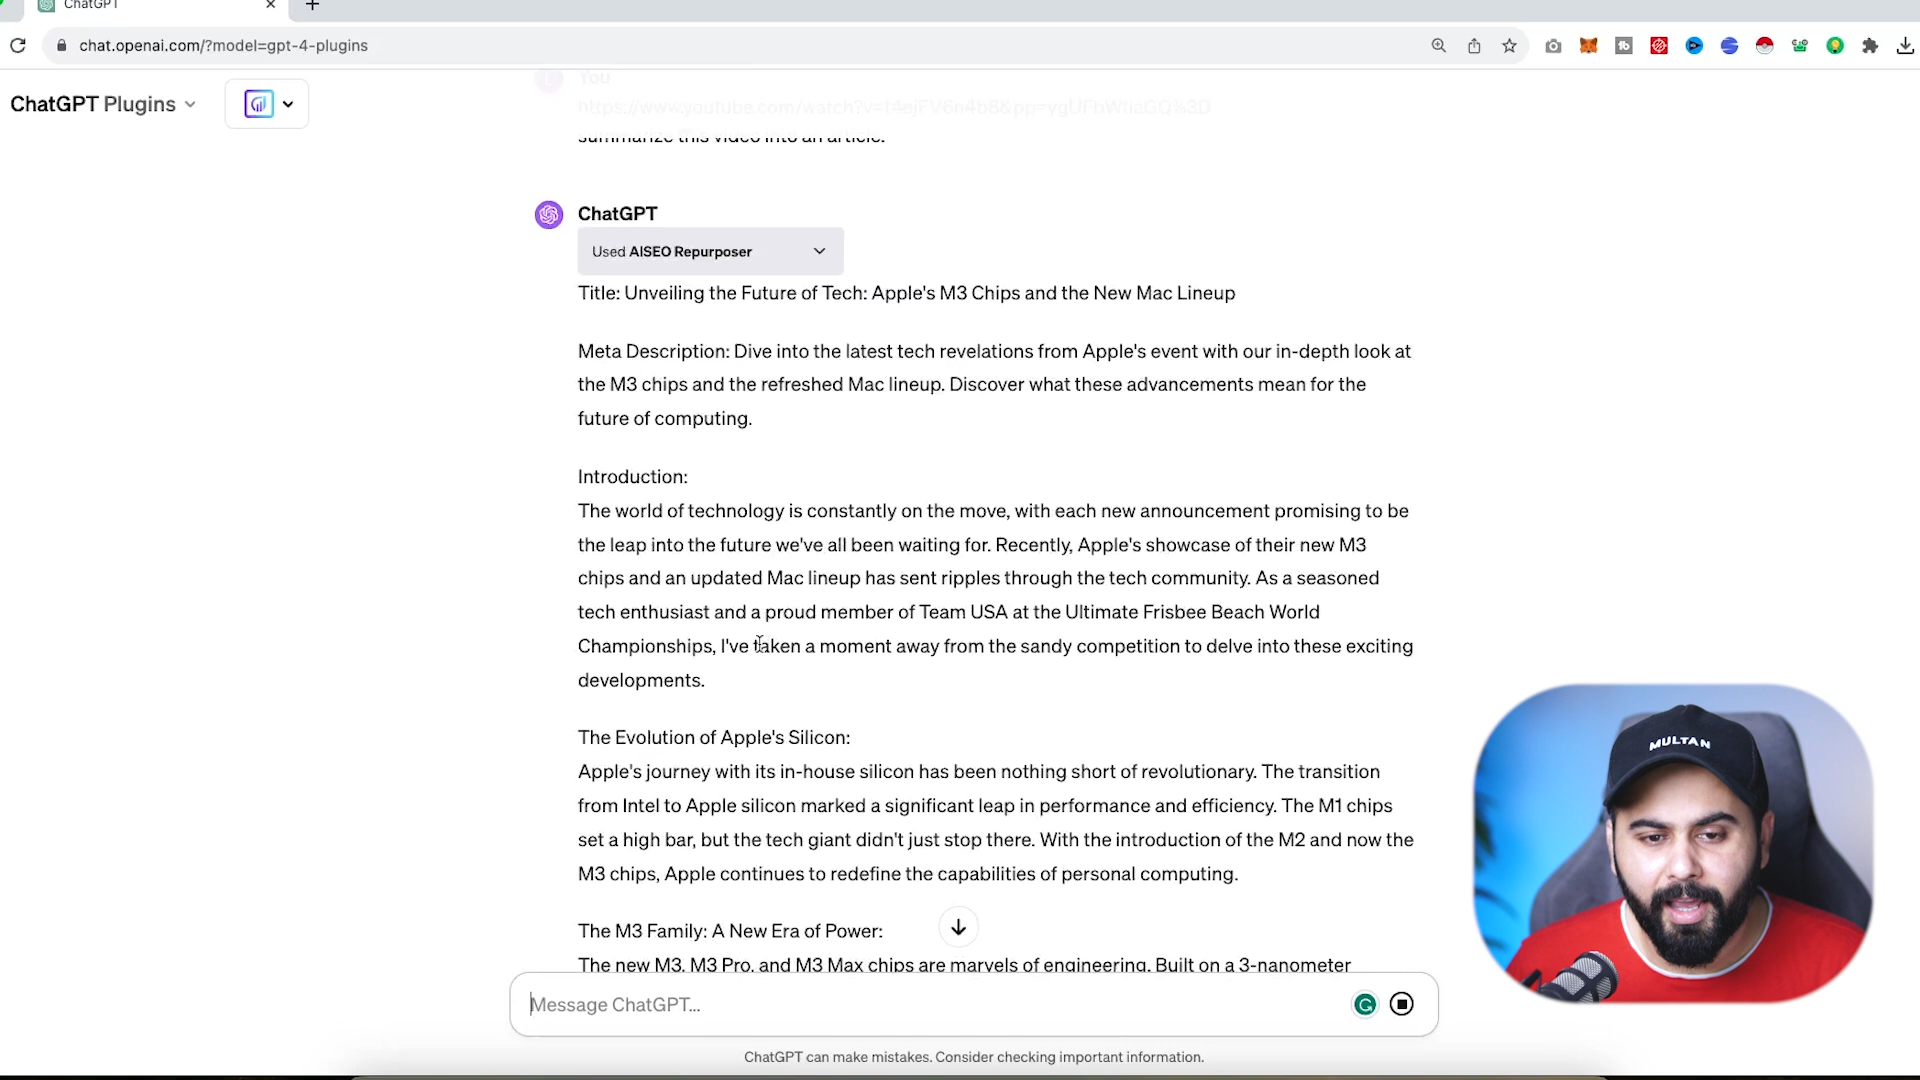 ChatGPT
chat.openai.com/?model=gpt-4-plugins
ChatGPT Plugins
You
summarize this video into an article.
ChatGPT
Used AISEO Repurposer
Title: Unveiling the Future of Tech: Apple's M3 Chips and the New Mac Lineup
Meta Description: Dive into the latest tech revelations from Apple's event with our in-depth look at
the M3 chips and the refreshed Mac lineup. Discover what these advancements mean for the
future of computing.
Introduction:
The world of technology is constantly on the move, with each new announcement promising to be
the leap into the future we've all been waiting for. Recently, Apple's showcase of their new M3
chips and an updated Mac lineup has sent ripples through the tech community. As a seasoned
tech enthusiast and a proud member of Team USA at the Ultimate Frisbee Beach World
Championships, I've taken a moment away from the sandy competition to delve into these exciting
developments.
The Evolution of Apple's Silicon:
Apple's journey with its in-house silicon has been nothing short of revolutionary. The transition
from Intel to Apple silicon marked a significant leap in performance and efficiency. The M1 chips
set a high bar, but the tech giant didn't just stop there. With the introduction of the M2 and now the
M3 chips, Apple continues to redefine the capabilities of personal computing.
MULTAN
The M3 Family: A New Era of Power:
The new M3, M3 Pro, and M3 Max chips are marvels of engineering. Built on a 3-nanometer
Message ChatGPT...
ChatGPT can make mistakes. Consider checking important information.